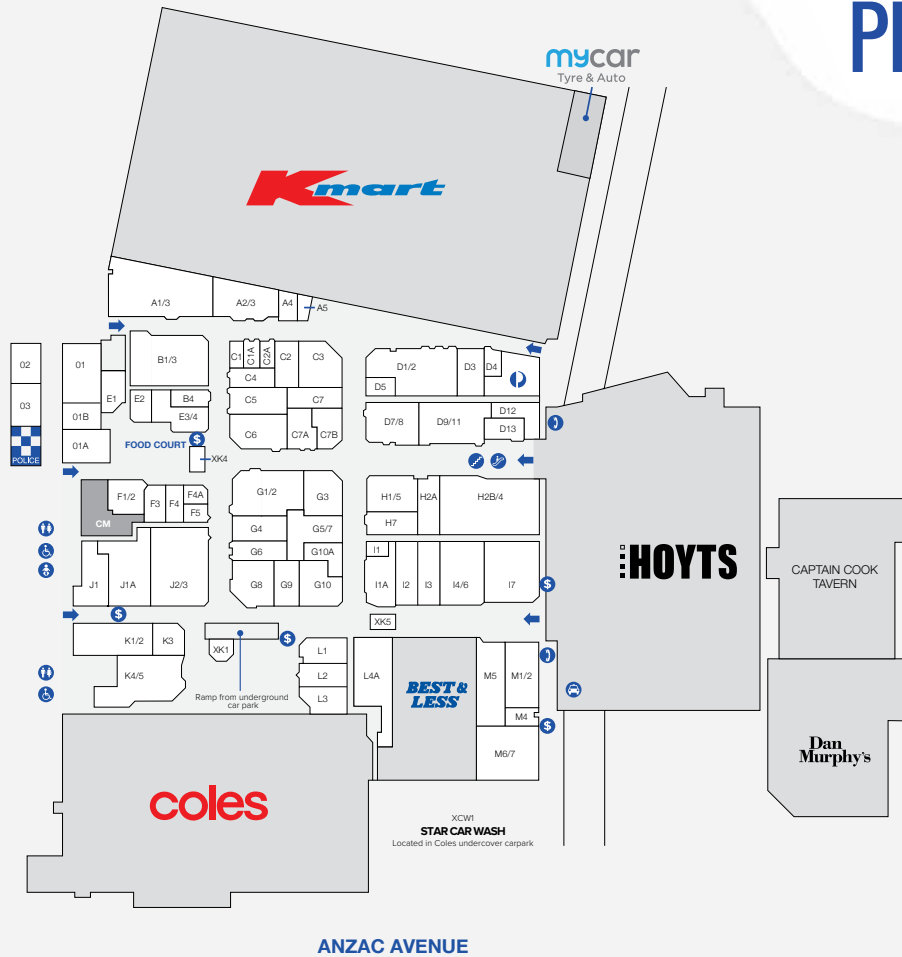 PL
mycar
Tyre & Auto
Kmart
A1/3
A2/3
A4
A5
02
01
B1/3
C1
C1A
C2A
C2
C3
D1/2
D3
D4
C4
D5
03
E1
E2
B4
C5
C7
01B
E3/4
D7/8
D9/11
D12
01A
FOOD COURT
$
C6
C7A
C7B
D13
POLICE
XK4
F1/2
F3
F4
F4A
F5
G1/2
G3
H1/5
H2A
H2B/4
CM
G4
G5/7
H7
HOYTS
G6
G10A
I1
CAPTAIN COOK
TAVERN
J1
J1A
J2/3
G8
G9
G10
I1A
I2
I3
I4/6
I7
$
$
XK5
K1/2
K3
$
XK1
L1
K4/5
L2
L4A
BEST &
LESS
M5
M1/2
Ramp from underground
car park
L3
M4
$
M6/7
Dan
Murphy's
coles
XCW1
STAR CAR WASH
Located in Coles undercover carpark
ANZAC AVENUE